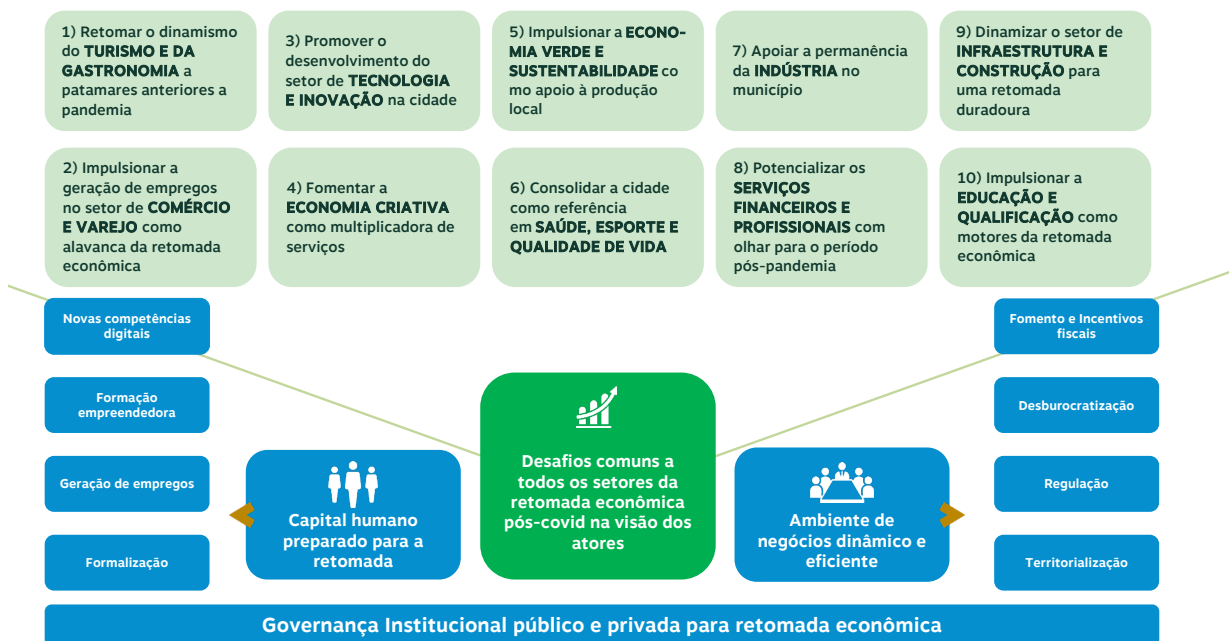 1) Retomar o dinamismo
do TURISMO E DA
GASTRONOMIA a
patamares anteriores a
pandemia
2) Impulsionar a
geração de empregos
no setor de COMÉRCIO
E VAREJO como
alavanca da retomada
econômica
3) Promover o
desenvolvimento do
setor de TECNOLOGIA
E INOVAÇÃO na cidade
4) Fomentar a
ECONOMIA CRIATIVA
como multiplicadora de
serviços
5) Impulsionar a ECONO-
MIA VERDE E
SUSTENTABILIDADE co
mo apoio à produção
local
6) Consolidar a cidade
como referência
em SAÚDE, ESPORTE E
QUALIDADE DE VIDA
7) Apoiar a permanência
da INDÚSTRIA no
município
8) Potencializar os
SERVIÇOS
FINANCEIROS E
PROFISSIONAIS com
olhar para o período
pós-pandemia
9) Dinamizar o setor de
INFRAESTRUTURA E
CONSTRUÇÃO para
uma retomada
duradoura
10) Impulsionar a
EDUCAÇÃO E
QUALIFICAÇÃO como
motores da retomada
econômica
Novas competências
digitais
Formação
empreendedora
Geração de empregos
Formalização
Capital humano
preparado para a
retomada
Desafios comuns a
todos os setores da
retomada econômica
pós-covid na visão dos
atores
Ambiente de
negócios dinâmico e
eficiente
Fomento e Incentivos
fiscais
Desburocratização
Regulação
Territorialização
Governança Institucional público e privada para retomada econômica